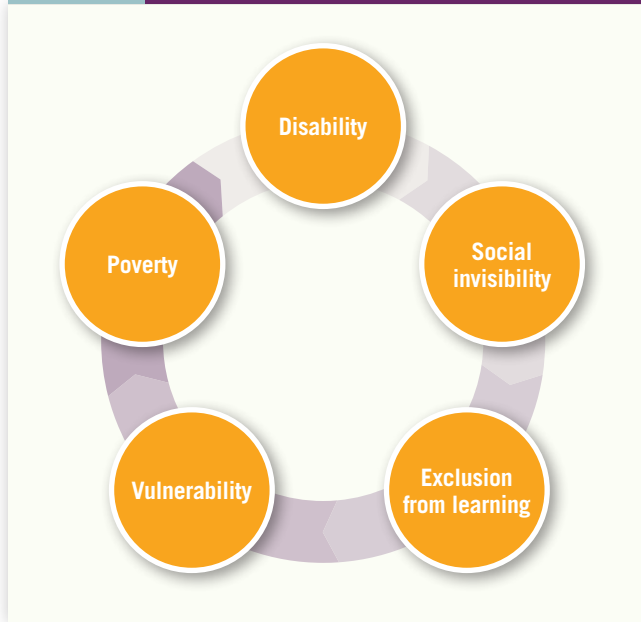 Disability
Social
invisibility
Exclusion
from learning
Vulnerability
Poverty